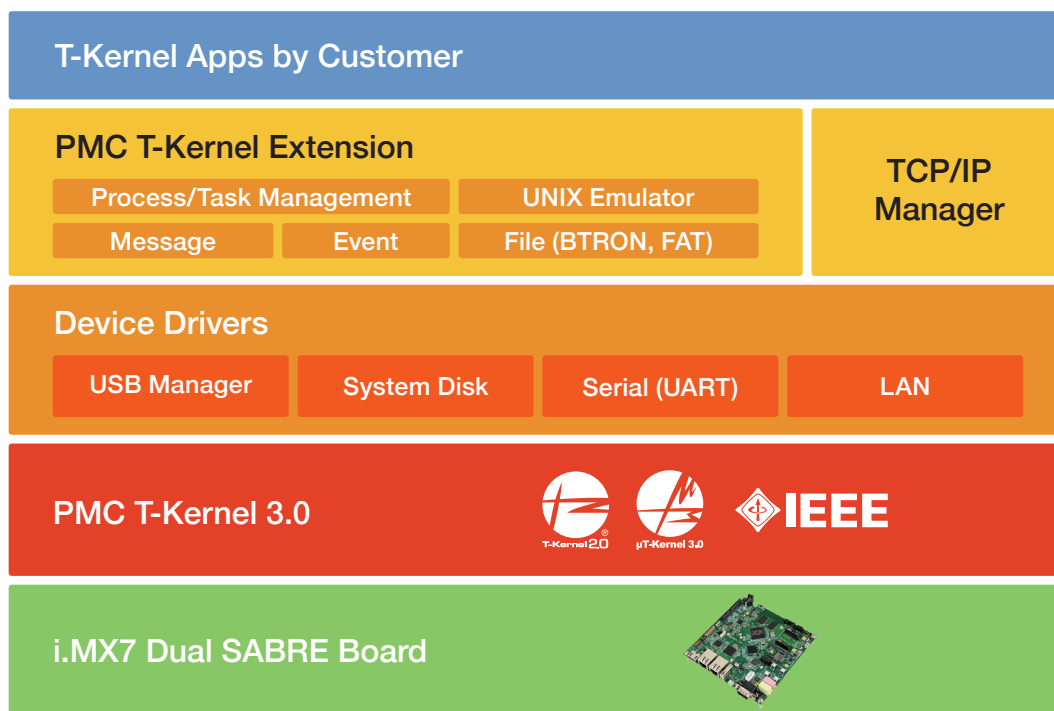 T-Kernel Apps by Customer
PMC T-Kernel Extension
Process/Task Management
UNIX Emulator
Message
Event
File (BTRON, FAT)
TCP/IP
Manager
Device Drivers
USB Manager
System Disk
Serial (UART)
LAN
PMC T-Kernel 3.0
T-Kernel 2.0 ®
µT-Kernel 3.0
IEEE
i.MX7 Dual SABRE Board